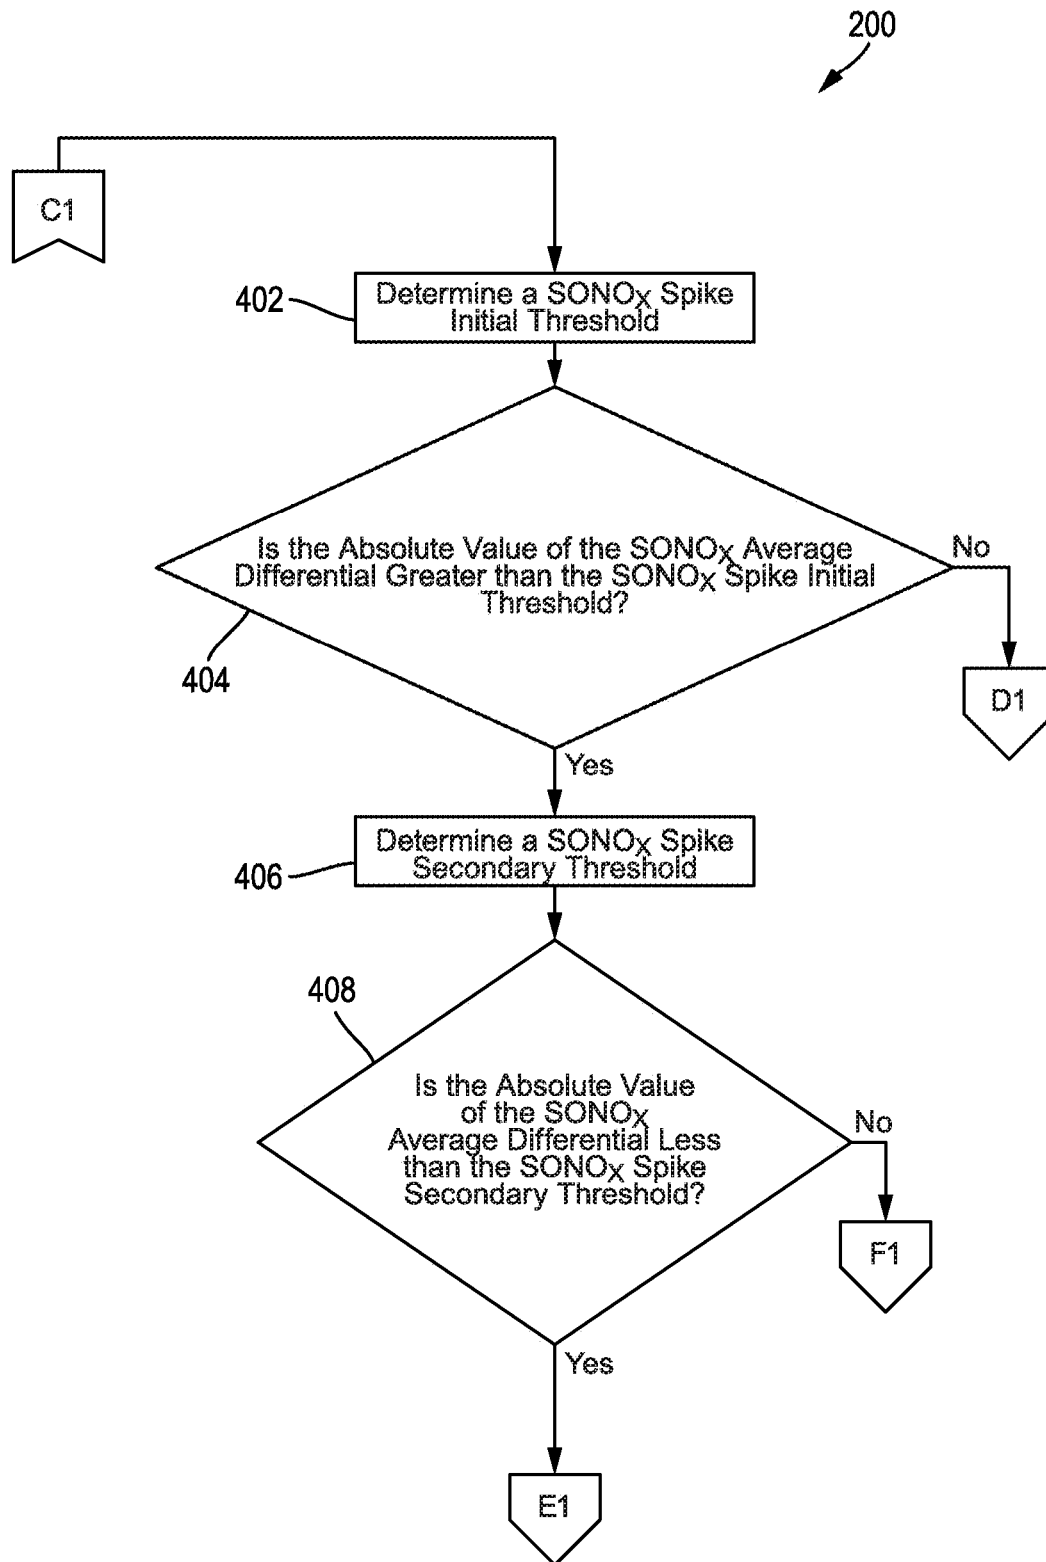 200
C1
402
Determine a SONOX Spike
Initial Threshold
Is the Absolute Value of the SONOX Average
Differential Greater than the SONOX Spike Initial
Threshold?
No
404
D1
Yes
Determine a SONOX Spike
Secondary Threshold
406
408
Is the Absolute Value
of the SONOX
Average Differential Less
than the SONOX Spike
Secondary Threshold?
No
F1
Yes
E1